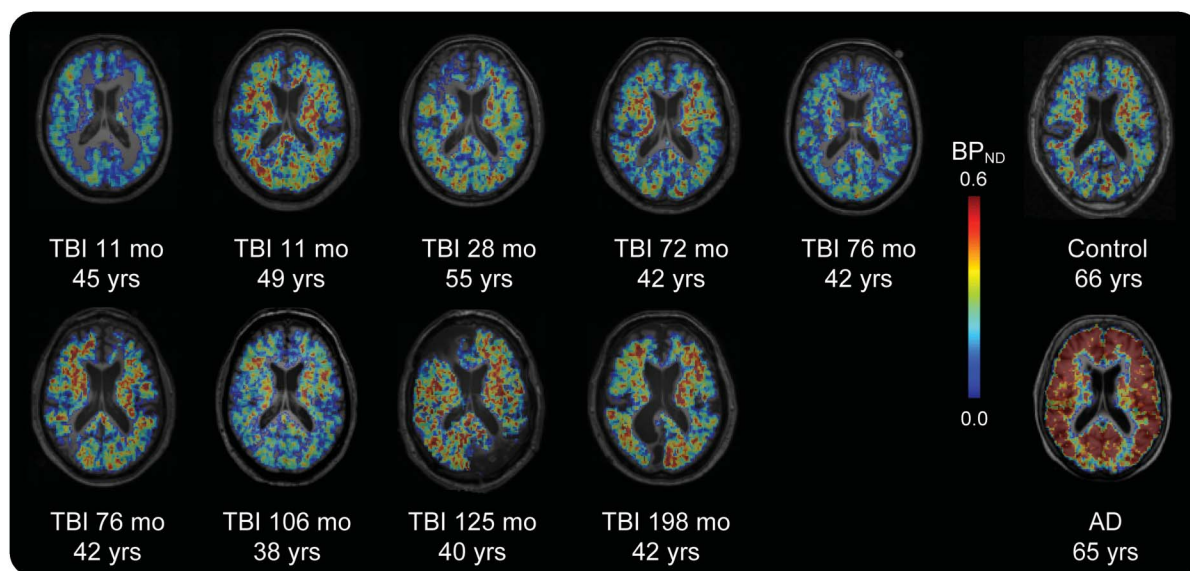 TBI 11 mo
45 yrs
TBI 11 mo
49 yrs
TBI 28 mo
55 yrs
TBI 72 mo
42 yrs
TBI 76 mo
42 yrs
BP_ND
0.6
0.0
Control
66 yrs
TBI 76 mo
42 yrs
TBI 106 mo
38 yrs
TBI 125 mo
40 yrs
TBI 198 mo
42 yrs
AD
65 yrs